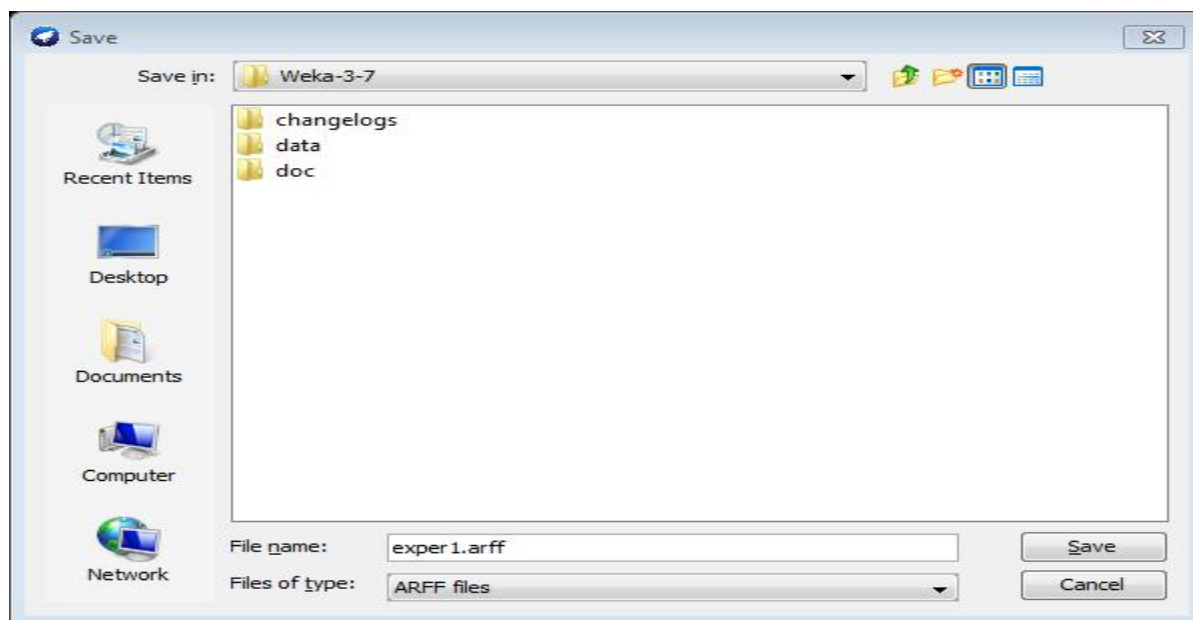 Save
Save in: Weka-3-7
changelogs
data
doc
Recent Items
Desktop
Documents
Computer
Network
File name: exper1.arff Save
Files of type: ARFF files Cancel